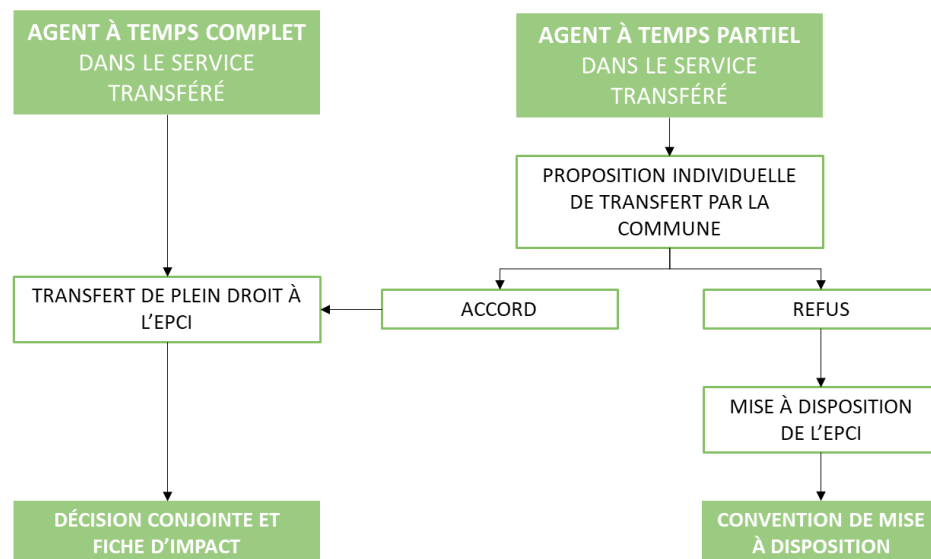 AGENT À TEMPS COMPLET
DANS LE SERVICE
TRANSFÉRÉ
AGENT À TEMPS PARTIEL
DANS LE SERVICE
TRANSFÉRÉ
PROPOSITION INDIVIDUELLE
DE TRANSFERT PAR LA
COMMUNE
TRANSFERT DE PLEIN DROIT À
L’EPCI
ACCORD
REFUS
MISE À DISPOSITION
DE L’EPCI
DÉCISION CONJOINTE ET
FICHE D’IMPACT
CONVENTION DE MISE
À DISPOSITION